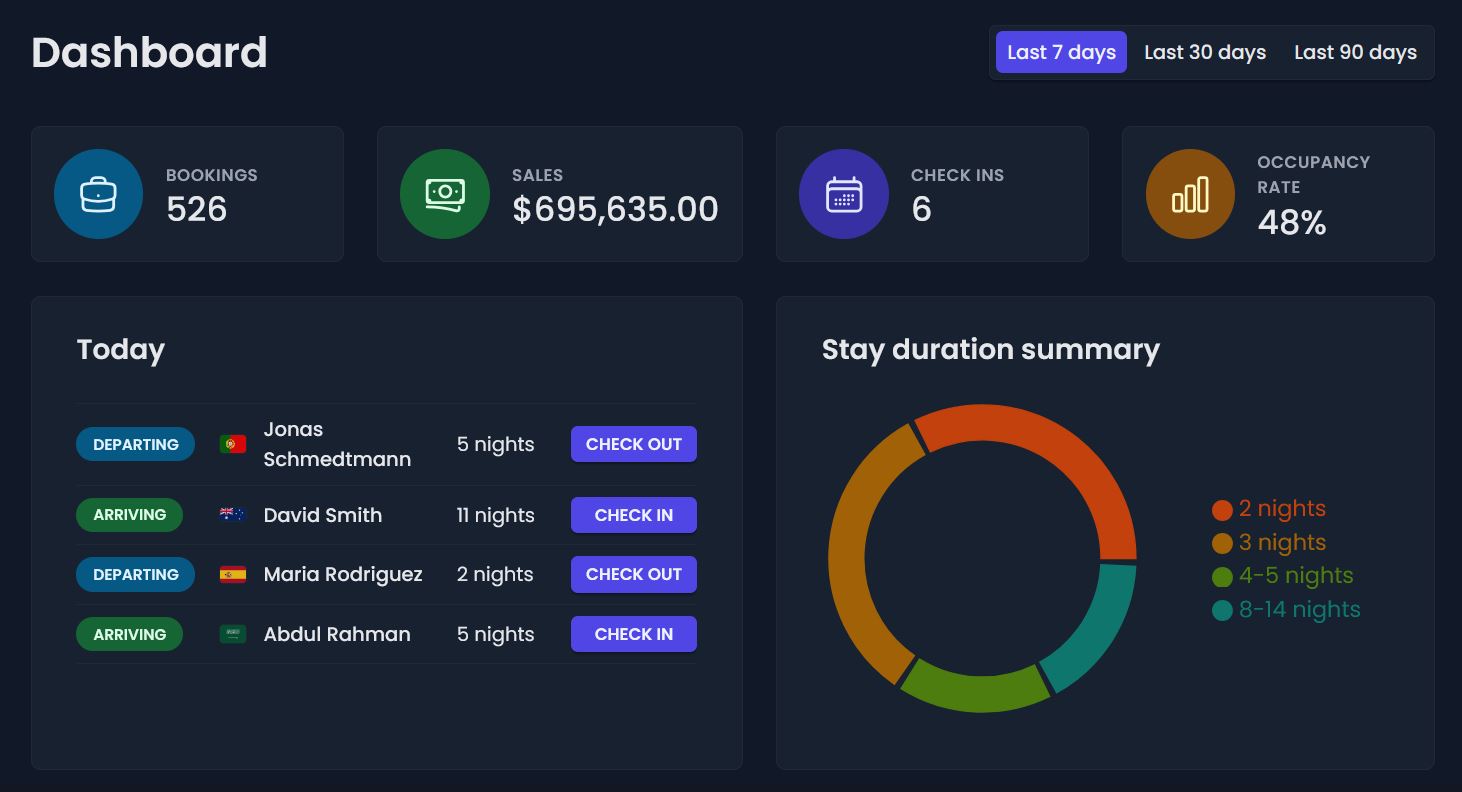 Dashboard
Last 7 days Last 30 days Last 90 days
BOOKINGS
526
SALES
$695,635.00
CHECK INS
6
OCCUPANCY
RATE
48%
Today
DEPARTING Jonas
Schmedtmann 5 nights CHECK OUT
ARRIVING David Smith 11 nights CHECK IN
DEPARTING Maria Rodriguez 2 nights CHECK OUT
ARRIVING Abdul Rahman 5 nights CHECK IN
Stay duration summary
2 nights
3 nights
4-5 nights
8-14 nights